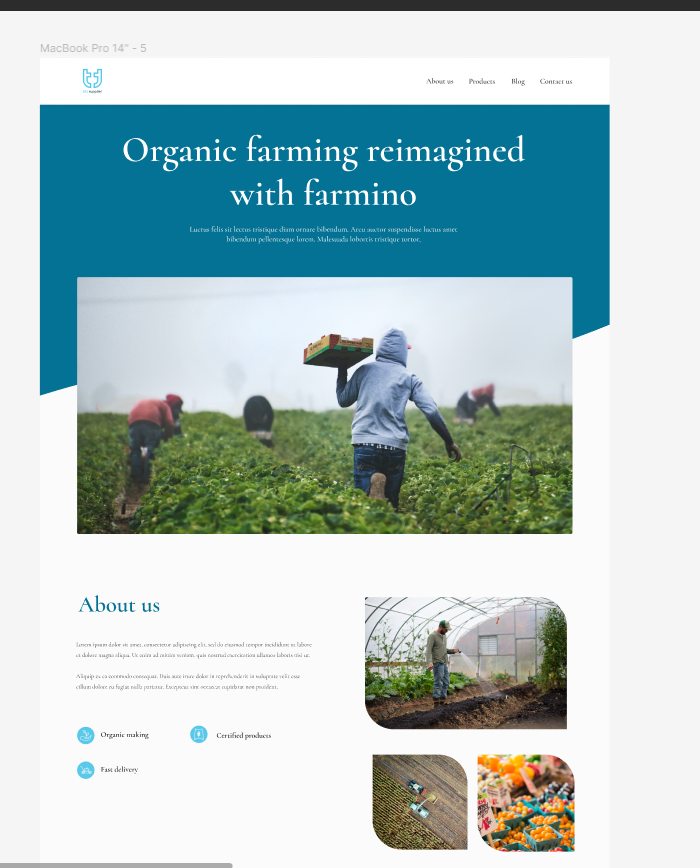 MacBook Pro 14" - 5
About us Products Blog Contact us
Organic farming reimagined
with farmino
Luctus felis sit lectus tristique diam ornare bibendum. Arcu auctor suspendisse luctus amet
bibendum pellentesque lorem. Malesuada lobortis tristique tortor.
About us
Lorem ipsum dolor sit amet, consectetur adipiscing elit, sed do eiusmod tempor incididunt ut labore
et dolore magna aliqua. Ut enim ad minim veniam, quis nostrud exercitation ullamco laboris nisi ut.
Aliquip ex ea commodo consequat. Duis aute irure dolor in reprehenderit in voluptate velit esse
cillum dolore eu fugiat nulla pariatur. Excepteur sint occaecat cupidatat non proident.
Organic making
Certified products
Fast delivery